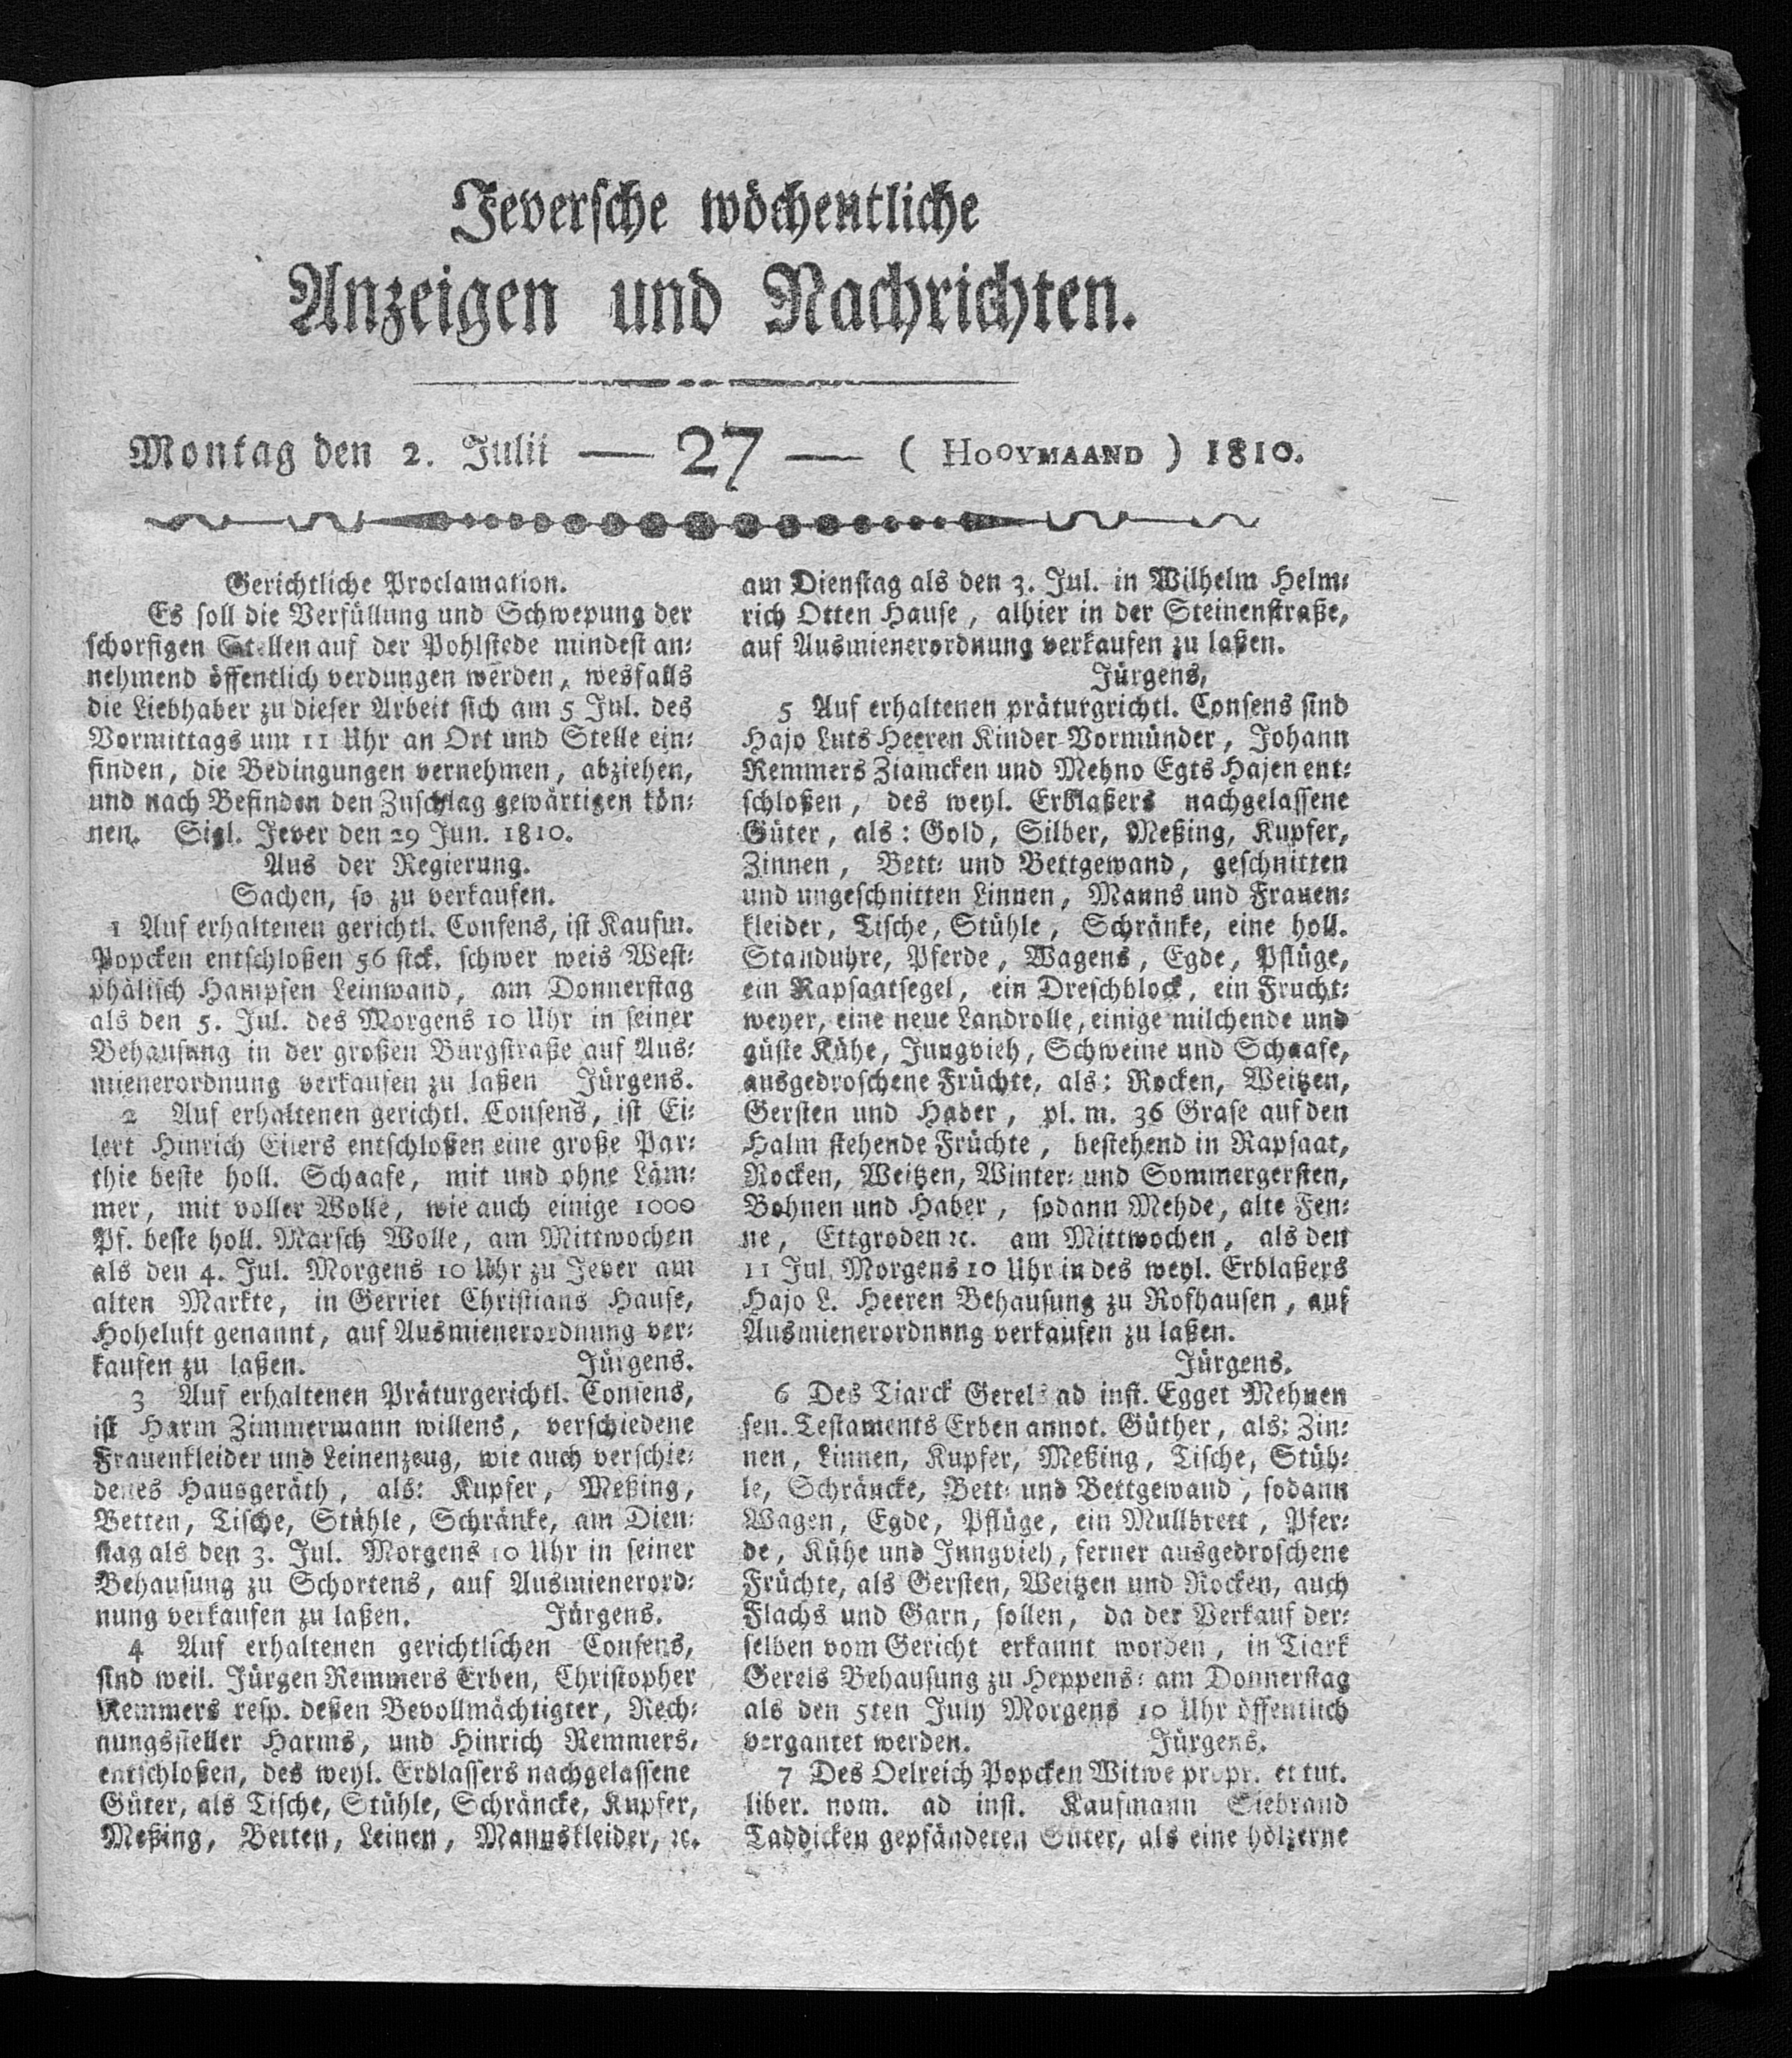 Jeversche wöchentliche
Anzeigen und Nachrichten.
Montag den 2. Julii — 27 — ( HOOYMAAND ) 1810.
Gerichtliche Proclamation.
Es soll die Verfüllung und Schwepung der
schorfigen Stellen auf der Pohlstede mindest an-
nehmend öffentlich verdungen werden, wesfalls
die Liebhaber zu dieser Arbeit sich am 5 Jul. des
Vormittags um 11 Uhr an Ort und Stelle ein-
finden, die Bedingungen vernehmen, abziehen,
und nach Befinden den Zuschlag gewärtigen kön-
nen. Sigl. Jever den 29 Jun. 1810.
Aus der Regierung.
Sachen, so zu verkaufen.
1 Auf erhaltenen gerichtl. Consens, ist Kaufm.
Popcken entschloßen 56 stck. schwer weis West-
phälisch Hampfen Leinwand, am Donnerstag
als den 5. Jul. des Morgens 10 Uhr in seiner
Behausung in der großen Burgstraße auf Aus-
mienerordnung verkaufen zu laßen Jürgens.
2 Auf erhaltenen gerichtl. Consens, ist Ei-
lert Hinrich Eilers entschloßen eine große Par-
thie beste holl. Schaafe, mit und ohne Läm-
mer, mit voller Wolle, wie auch einige 1000
Pf. beste holl. Marsch Wolle, am Mittwochen
als den 4. Jul. Morgens 10 Uhr zu Jever am
alten Markte, in Gerriet Christians Hause,
Hoheluft genannt, auf Ausmienerordnung ver-
kaufen zu laßen. Jürgens.
3 Auf erhaltenen Präturgerichtl. Consens,
ist Harm Zimmermann willens, verschiedene
Frauenkleider und Leinenzeug, wie auch verschie-
denes Hausgeräth, als: Kupfer, Meßing,
Betten, Tische, Stühle, Schränke, am Dien-
stag als den 3. Jul. Morgens 10 Uhr in seiner
Behausung zu Schortens, auf Ausmienerord-
nung verkaufen zu laßen. Jürgens.
4 Auf erhaltenen gerichtlichen Consens,
sind weil. Jürgen Remmers Erben, Christopher
Remmers resp. deßen Bevollmächtigter, Rech-
nungssteller Harms, und Hinrich Remmers,
entschloßen, des weyl. Erblassers nachgelassene
Güter, als Tische, Stühle, Schräncke, Kupfer,
Meßing, Betten, Leinen, Mannskleider, ꝛc.
am Dienstag als den 3. Jul. in Wilhelm Helm-
rich Otten Hause, alhier in der Steinenstraße,
auf Ausmienerordnung verkaufen zu laßen.
Jürgens,
5 Auf erhaltenen präturgrichtl. Consens sind
Hajo Luts Heeren Kinder-Vormünder, Johann
Remmers Ziamcken und Mehno Egts Hajen ent-
schloßen, des weyl. Erblaßers nachgelassene
Güter, als: Gold, Silber, Meßing, Kupfer,
Zinnen, Bett- und Bettgewand, geschnitten
und ungeschnitten Linnen, Manns und Frauen-
kleider, Tische, Stühle, Schränke, eine holl.
Standuhre, Pferde, Wagens, Egde, Pflüge,
ein Rapsaatsegel, ein Dreschblock, ein Frucht-
weyer, eine neue Landrolle, einige milchende und
güste Kühe, Jungvieh, Schweine und Schaafe,
ausgedroschene Früchte, als: Rocken, Weitzen,
Gersten und Haber, pl. m. 36 Grase auf den
Halm stehende Früchte, bestehend in Rapsaat,
Rocken, Weitzen, Winter- und Sommergersten,
Bohnen und Haber, sodann Mehde, alte Fen-
ne, Ettgroden ꝛc. am Mittwochen, als den
11 Jul. Morgens 10 Uhr in des weyl. Erblaßers
Hajo L. Heeren Behausung zu Rofhausen, auf
Ausmienerordnung verkaufen zu laßen.
Jürgens.
6 Des Tiarck Gerels ad inst. Egget Mehnen
sen. Testaments Erben annot. Güther, als: Zin-
nen, Linnen, Kupfer, Meßing, Tische, Stüh-
le, Schräncke, Bett- und Bettgewand, sodann
Wagen, Egde, Pflüge, ein Mullbrett, Pfer-
de, Kühe und Jungvieh, ferner ausgedroschene
Früchte, als Gersten, Weitzen und Rocken, auch
Flachs und Garn, sollen, da der Verkauf der-
selben vom Gericht erkannt worden, in Tiark
Gerels Behausung zu Heppens- am Donnerstag
als den 5ten July Morgens 10 Uhr öffentlich
vergantet werden. Jürgens.
7 Des Oelreich Popcken Witwe propr. et tut.
liber. nom. ad inst. Kaufmann Siebrand
Taddicken gepfänderen Güter, als eine hölzerne